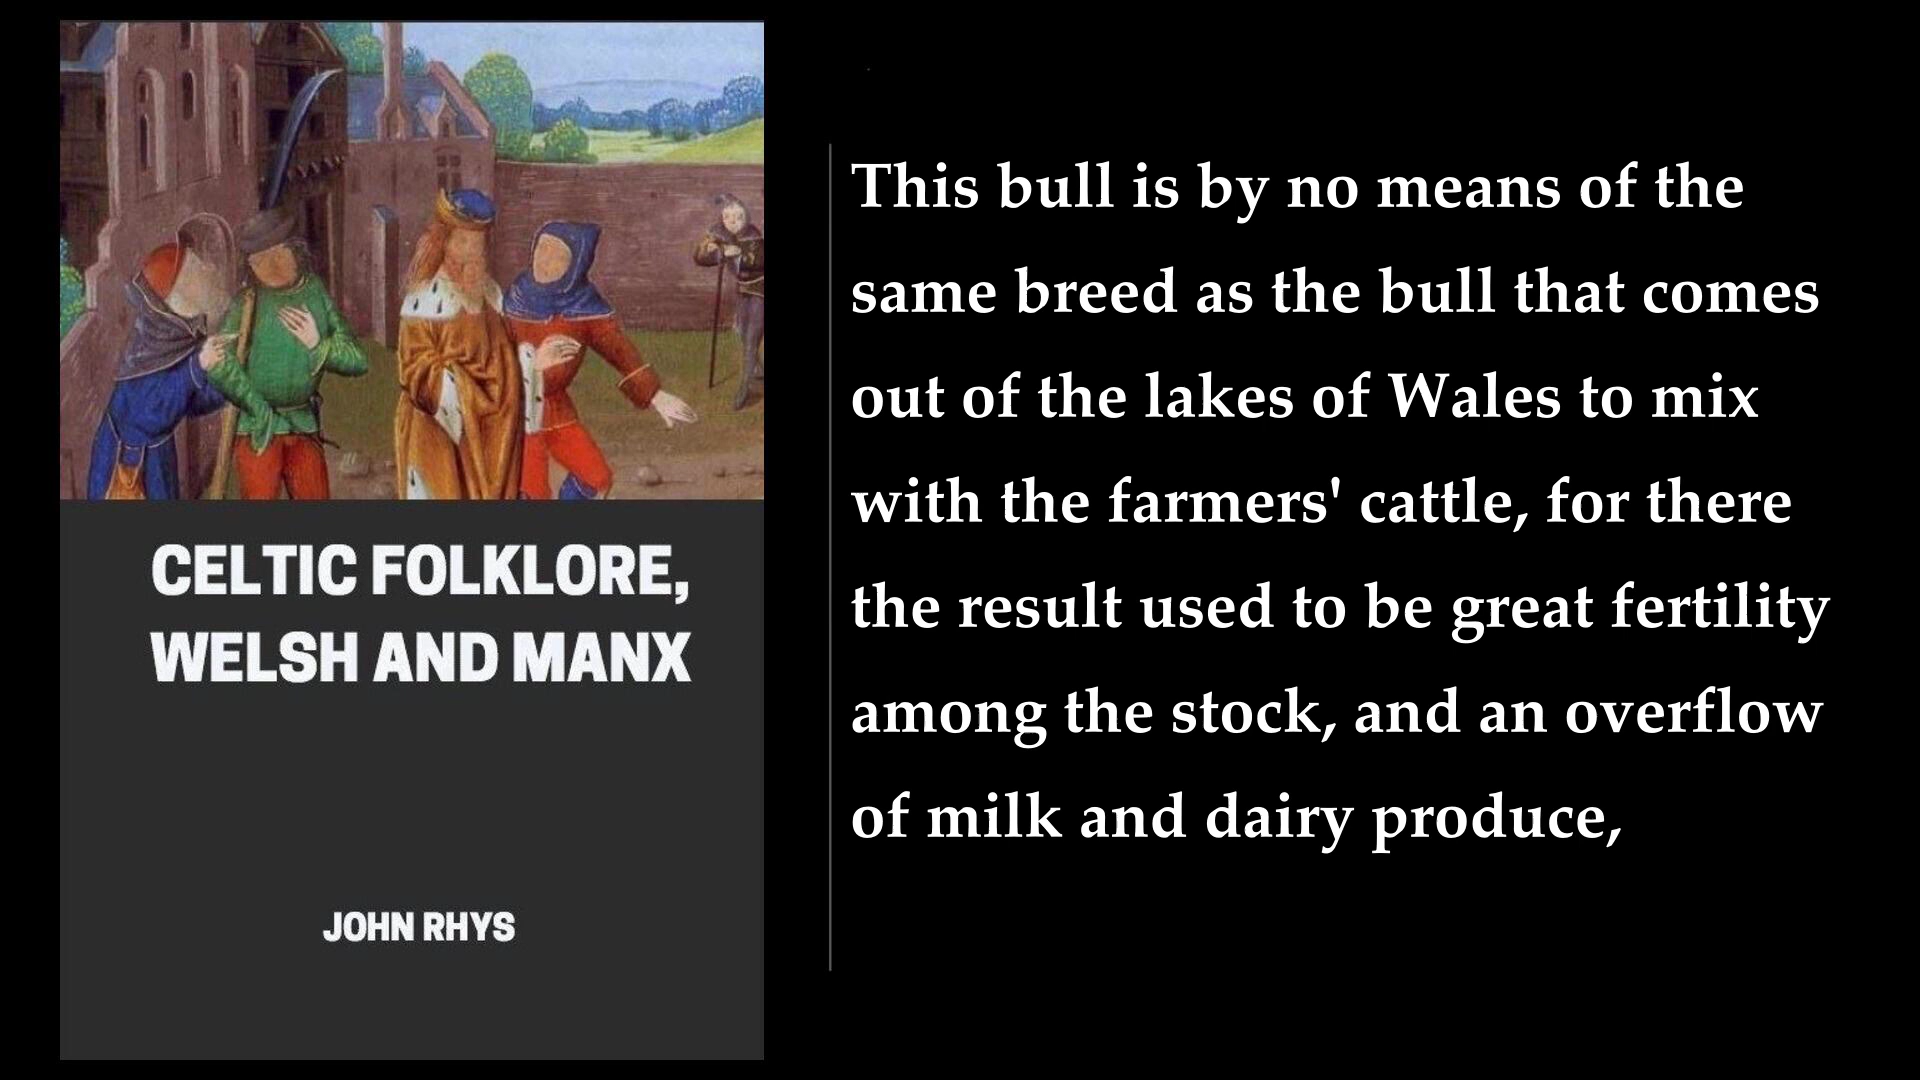 CELTIC FOLKLORE,
WELSH AND MANX
JOHN RHYS
This bull is by no means of the
same breed as the bull that comes
out of the lakes of Wales to mix
with the farmers' cattle, for there
the result used to be great fertility
among the stock, and an overflow
of milk and dairy produce,